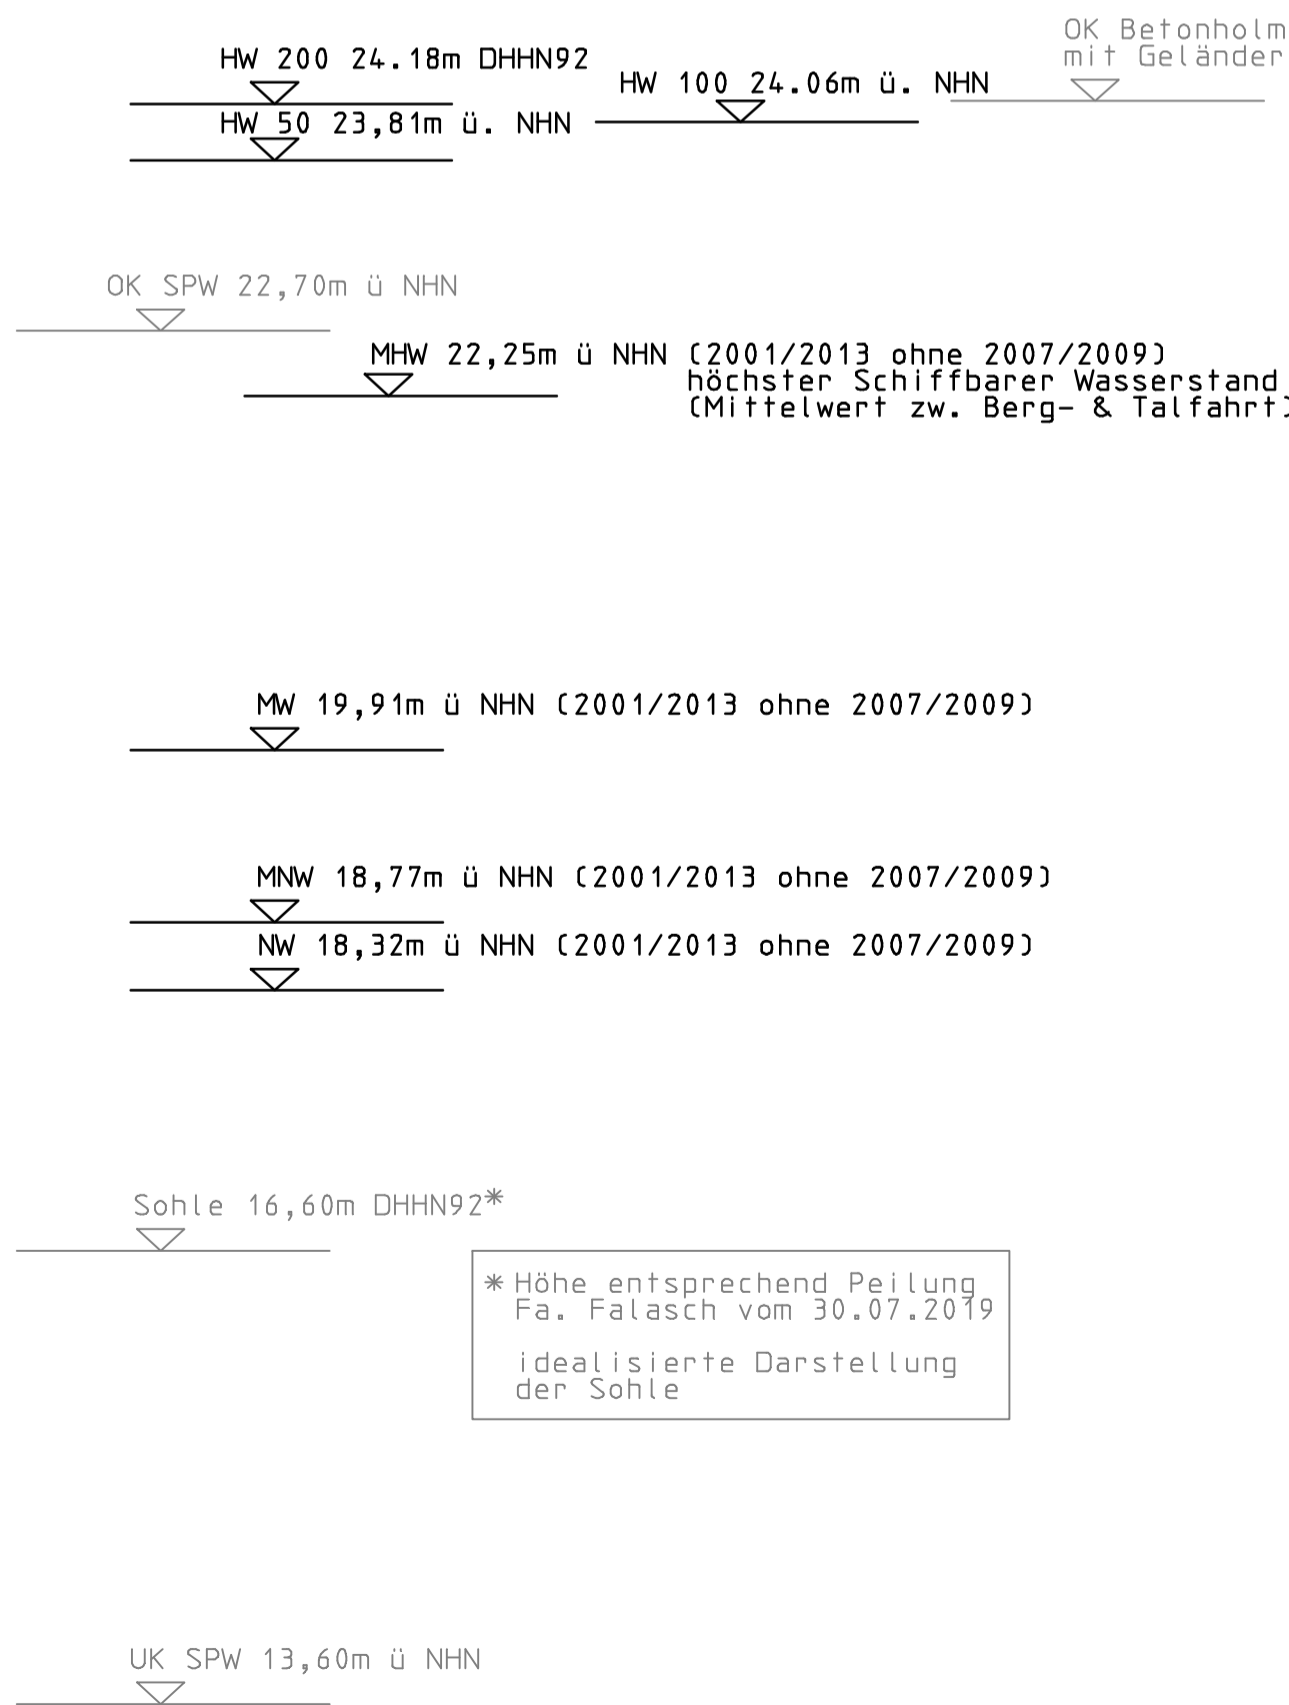 OK Betonholm
mit Geländer
HW 200 24.18m DHHN92
HW 100 24.06m ü. NHN
HW 50 23,81m ü. NHN
OK SPW 22,70m ü NHN
MHW 22,25m ü NHN (2001/2013 ohne 2007/2009)
höchster Schiffbarer Wasserstand
(Mittelwert zw. Berg- & Talfahrt)
MW 19,91m ü NHN (2001/2013 ohne 2007/2009)
MNW 18,77m ü NHN (2001/2013 ohne 2007/2009)
NW 18,32m ü NHN (2001/2013 ohne 2007/2009)
Sohle 16,60m DHHN92*
* Höhe entsprechend Peilung
Fa. Falasch vom 30.07.2019
idealisierte Darstellung
der Sohle
UK SPW 13,60m ü NHN